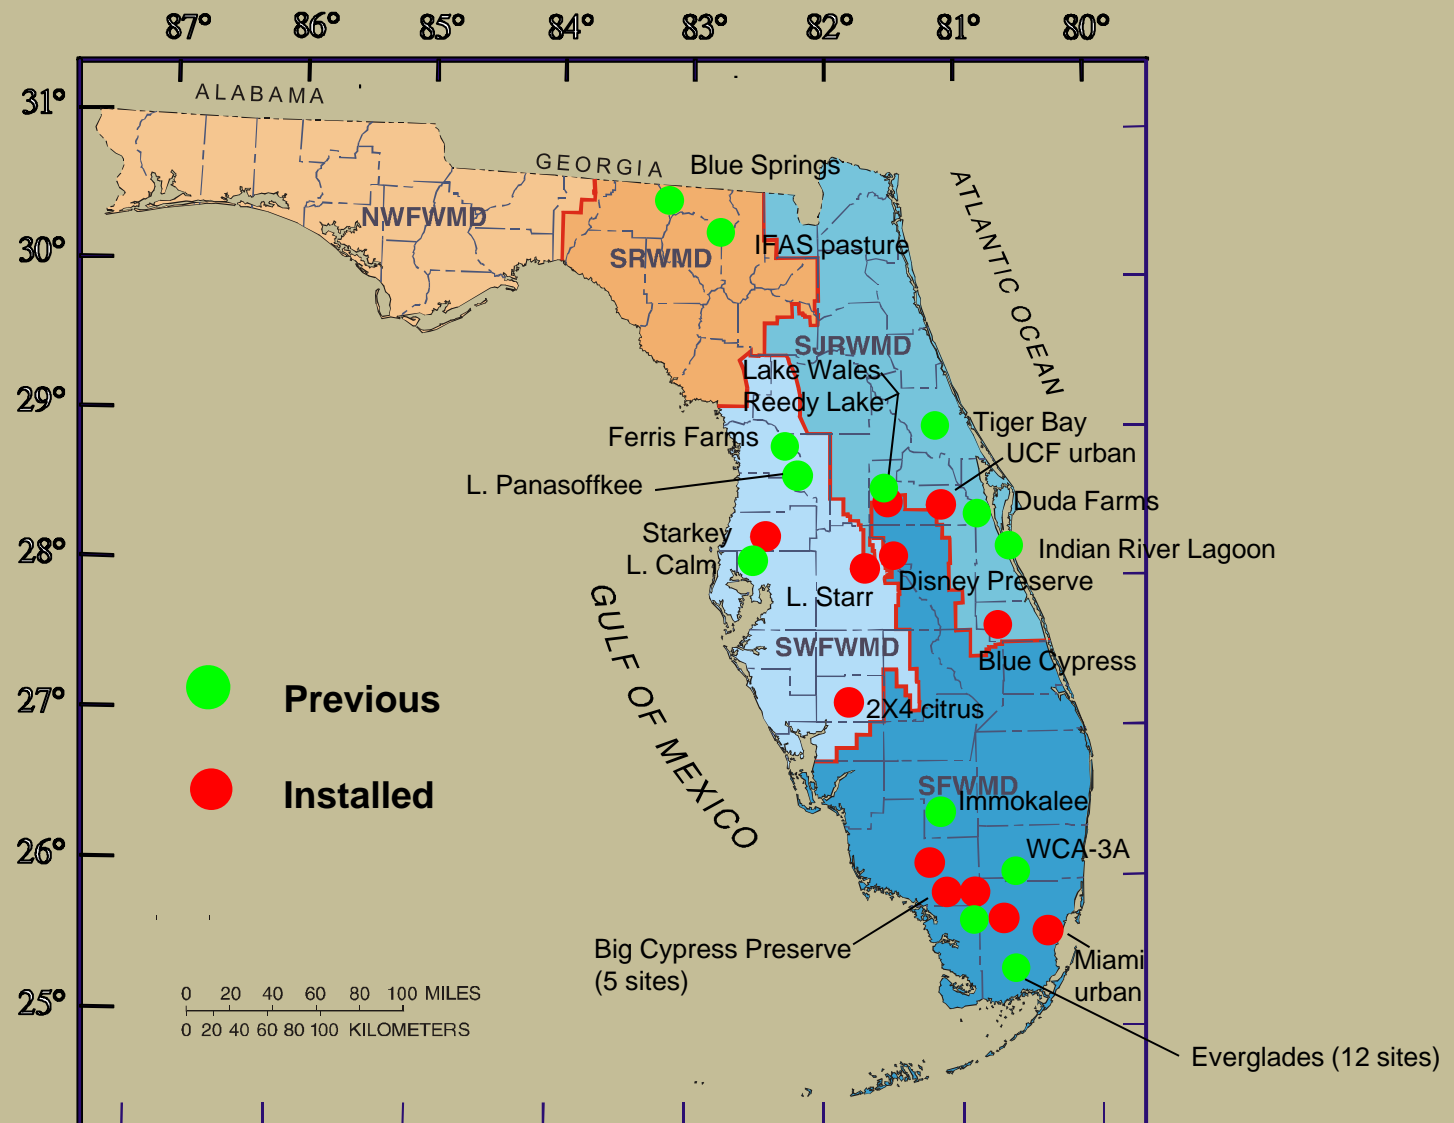 87° 86° 85° 84° 83° 82° 81° 80°
31°
ALABAMA
GEORGIA
Blue Springs
ATLANTIC OCEAN
NWFWMD
30°
SRWMD
IFAS pasture
SJRWMD
Lake Wales
29°
Reedy Lake
Tiger Bay
Ferris Farms
UCF urban
L. Panasoffkee
Duda Farms
Starkey
28°
Indian River Lagoon
L. Calm
Disney Preserve
L. Starr
GULF OF MEXICO
SWFWMD
Blue Cypress
27°
Previous
2X4 citrus
SFWMD
Installed
Immokalee
26°
WCA-3A
Big Cypress Preserve
(5 sites)
Miami
urban
25°
0 20 40 60 80 100 MILES
0 20 40 60 80 100 KILOMETERS
Everglades (12 sites)